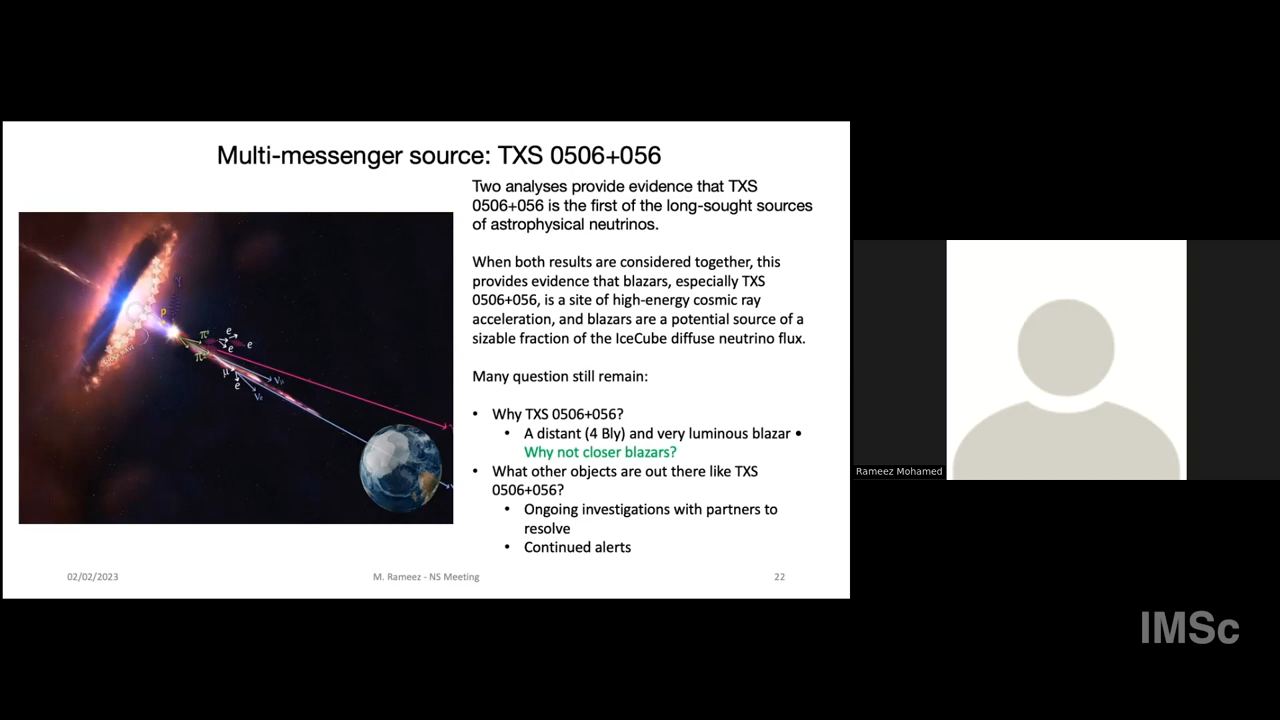 Multi-messenger source: TXS 0506+056
Two analyses provide evidence that TXS
0506+056 is the first of the long-sought sources
of astrophysical neutrinos.
When both results are considered together, this
provides evidence that blazars, especially TXS
0506+056, is a site of high-energy cosmic ray
acceleration, and blazars are a potential source of a
sizable fraction of the IceCube diffuse neutrino flux.
Many question still remain:
• Why TXS 0506+056?
• A distant (4 Bly) and very luminous blazar •
Why not closer blazars?
• What other objects are out there like TXS
0506+056?
• Ongoing investigations with partners to
resolve
• Continued alerts
γ
p
π⁰
e
e
e
μ
e
νμ
νe
02/02/2023
M. Rameez - NS Meeting
22
Rameez Mohamed
IMSc